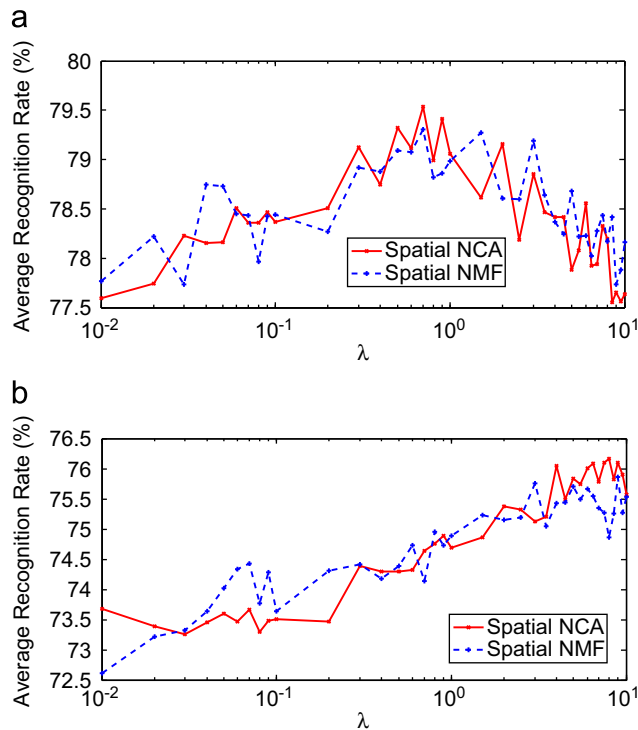 a
Average Recognition Rate (%)
80
79.5
79
78.5
78
77.5
Spatial NCA
Spatial NMF
10^-2
10^-1
10^0
10^1
λ
b
Average Recognition Rate (%)
76.5
76
75.5
75
74.5
74
73.5
73
72.5
Spatial NCA
Spatial NMF
10^-2
10^-1
10^0
10^1
λ